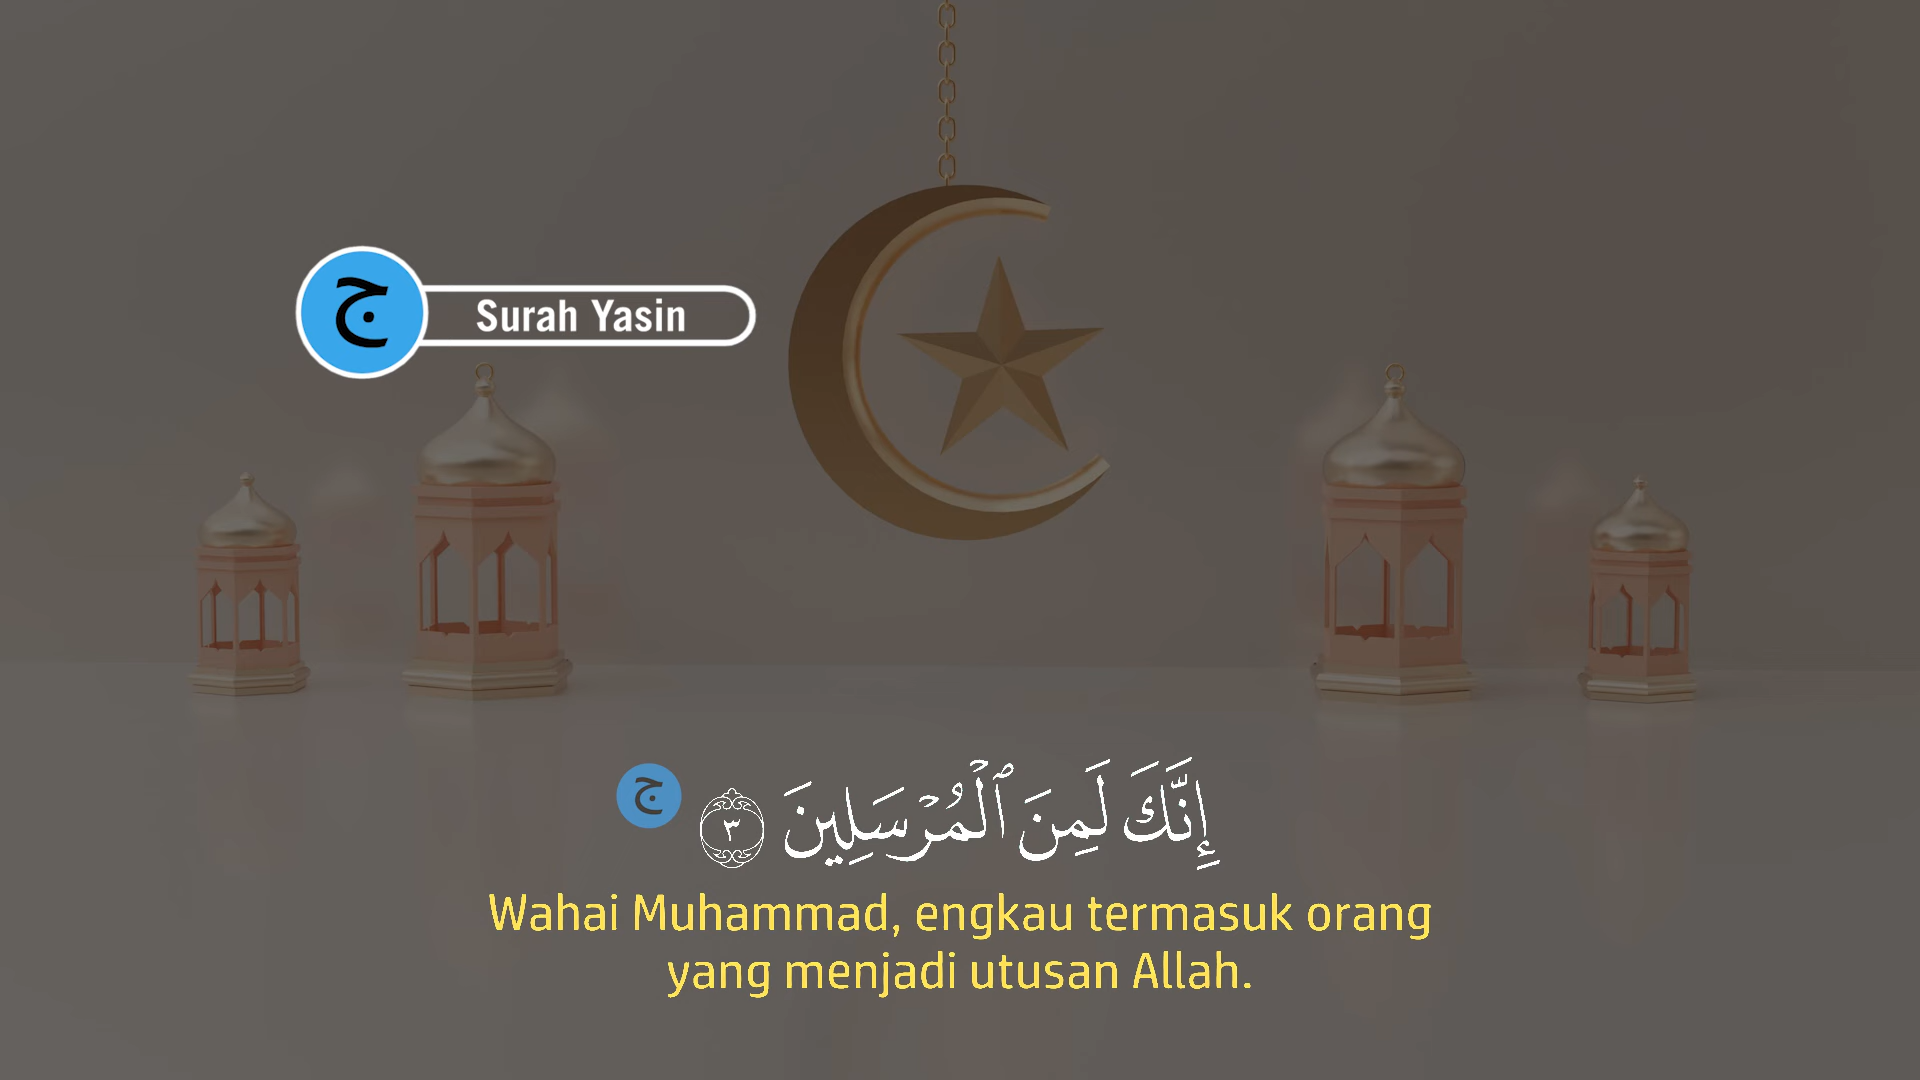 ج
Surah Yasin
إِنَّكَ لَمِنَ ٱلْمُرْسَلِينَ ٣ ج
Wahai Muhammad, engkau termasuk orang
yang menjadi utusan Allah.